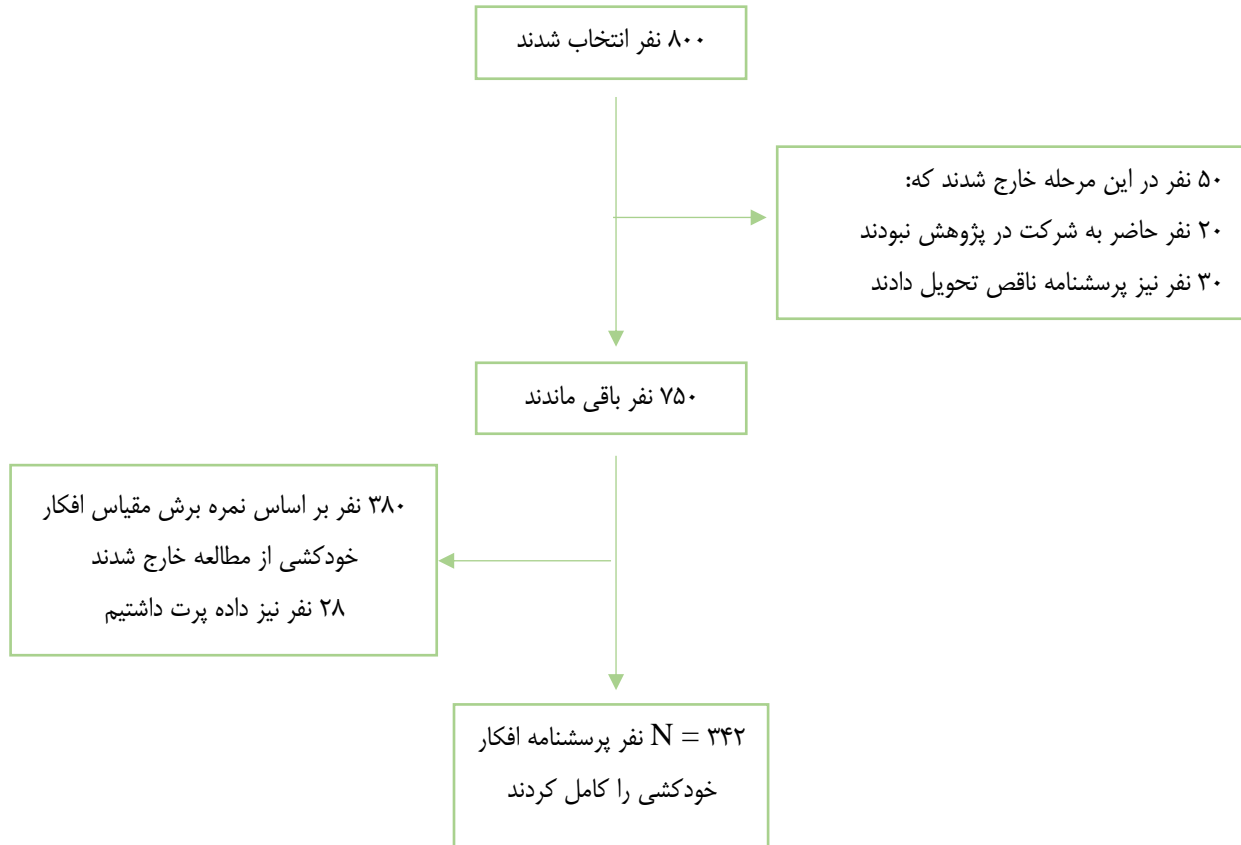 ۸۰۰ نفر انتخاب شدند
۵۰ نفر در این مرحله خارج شدند که:
۲۰ نفر حاضر به شرکت در پژوهش نبودند
۳۰ نفر نیز پرسشنامه ناقص تحویل دادند
۷۵۰ نفر باقی ماندند
۳۸۰ نفر بر اساس نمره برش مقیاس افکار
خودکشی از مطالعه خارج شدند
۲۸ نفر نیز داده پرت داشتیم
N = ۳۴۲ نفر پرسشنامه افکار
خودکشی را کامل کردند